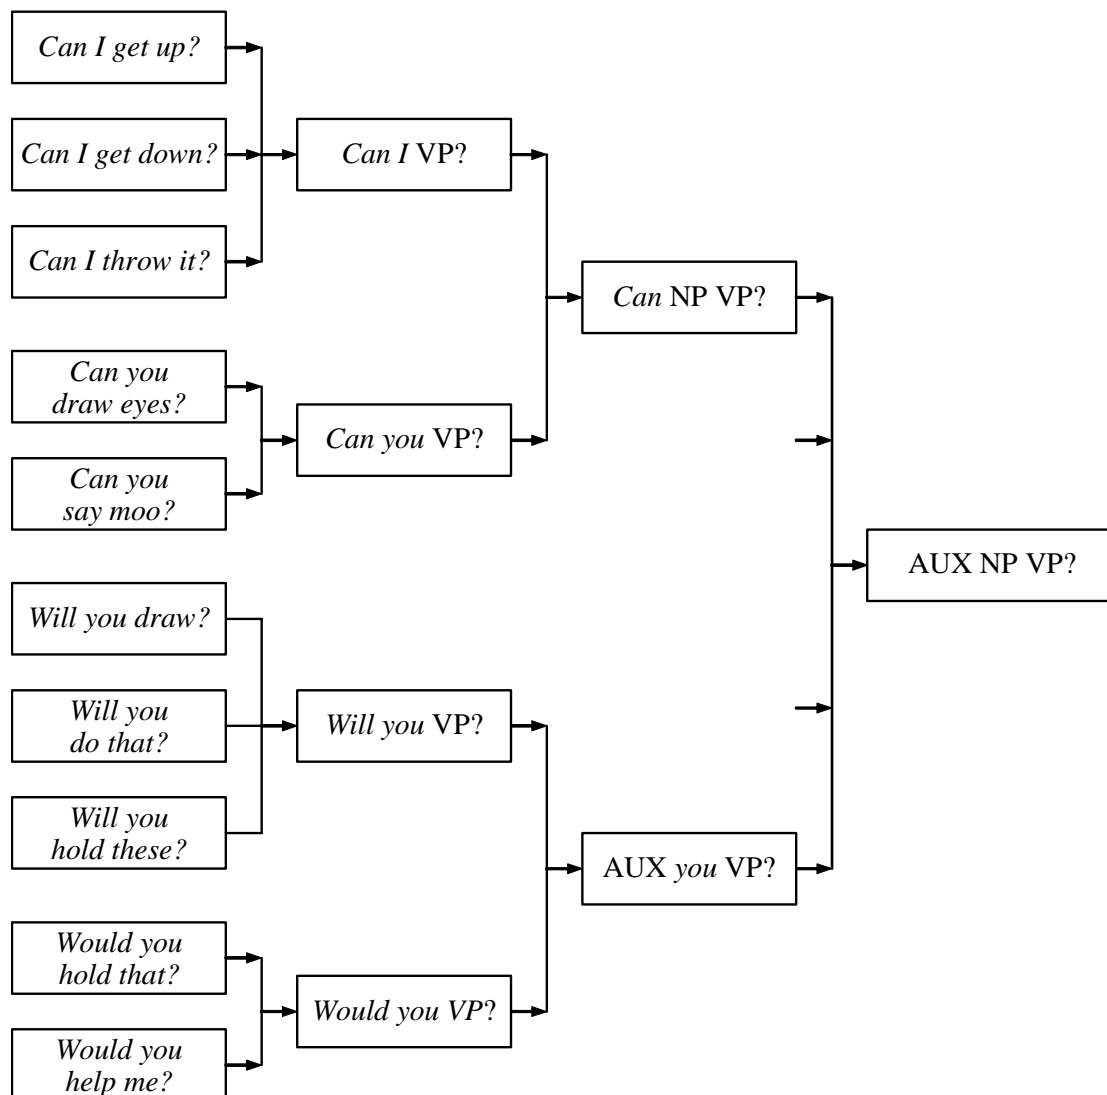 Can I get up?
Can I get down?
Can I throw it?
Can you
draw eyes?
Can you
say moo?
Will you draw?
Will you
do that?
Will you
hold these?
Would you
hold that?
Would you
help me?
Can I VP?
Can you VP?
Will you VP?
Would you VP?
Can NP VP?
AUX you VP?
AUX NP VP?